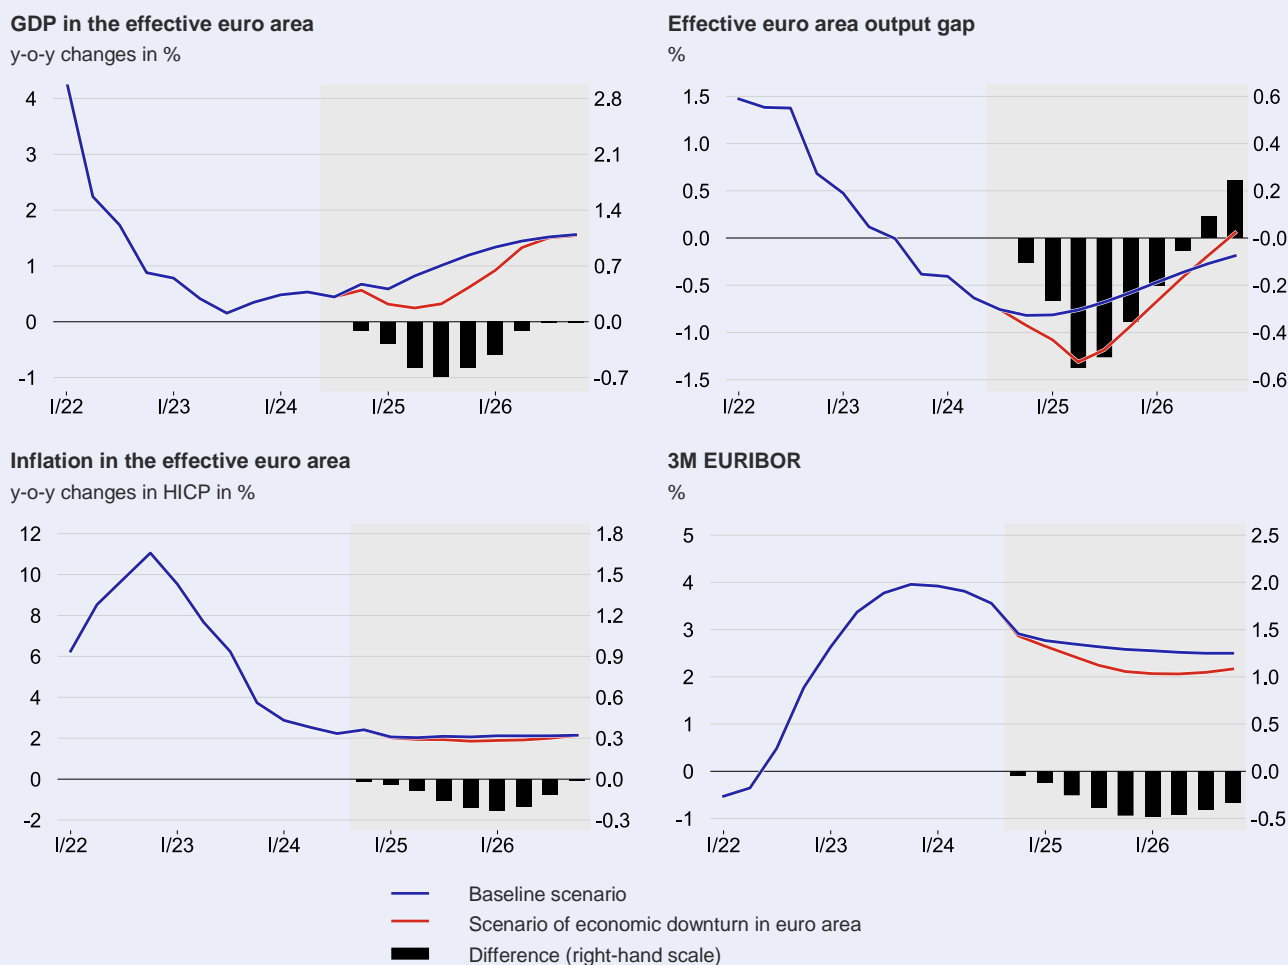 GDP in the effective euro area
y-o-y changes in %
4
3
2
1
0
-1
2.8
2.1
1.4
0.7
0.0
-0.7
I/22
I/23
I/24
I/25
I/26
Effective euro area output gap
%
1.5
1.0
0.5
0.0
-0.5
-1.0
-1.5
0.6
0.4
0.2
-0.0
-0.2
-0.4
-0.6
I/22
I/23
I/24
I/25
I/26
Inflation in the effective euro area
y-o-y changes in HICP in %
12
10
8
6
4
2
0
-2
1.8
1.5
1.2
0.9
0.6
0.3
0.0
-0.3
I/22
I/23
I/24
I/25
I/26
3M EURIBOR
%
5
4
3
2
1
0
-1
2.5
2.0
1.5
1.0
0.5
0.0
-0.5
I/22
I/23
I/24
I/25
I/26
Baseline scenario
Scenario of economic downturn in euro area
Difference (right-hand scale)